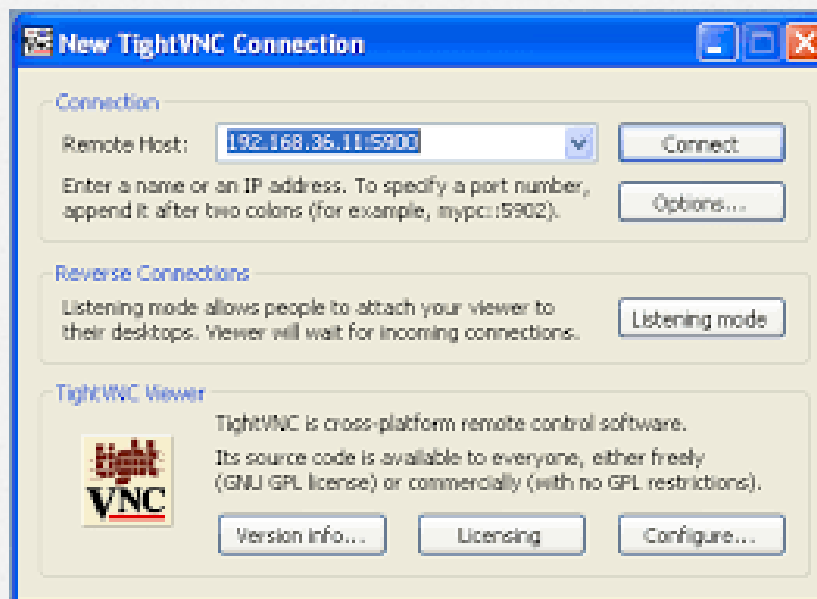 New TightVNC Connection
Connection
Remote Host: 192.168.36.11:5900 Connect
Enter a name or an IP address. To specify a port number,
append it after two colons (for example, mypc::5902).
Options...
Reverse Connections
Listening mode allows people to attach your viewer to
their desktops. Viewer will wait for incoming connections.
Listening mode
TightVNC Viewer
TightVNC is cross-platform remote control software.
Its source code is available to everyone, either freely
(GNU GPL license) or commercially (with no GPL restrictions).
tight
VNC
Version info... Licensing Configure...